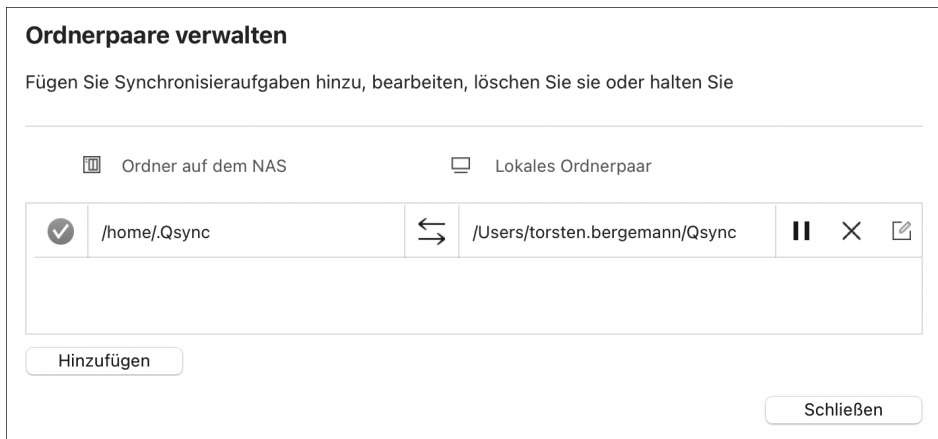 Ordnerpaare verwalten
Fügen Sie Synchronisieraufgaben hinzu, bearbeiten, löschen Sie sie oder halten Sie
Ordner auf dem NAS
Lokales Ordnerpaar
/home/.Qsync
/Users/torsten.bergemann/Qsync
Hinzufügen
Schließen